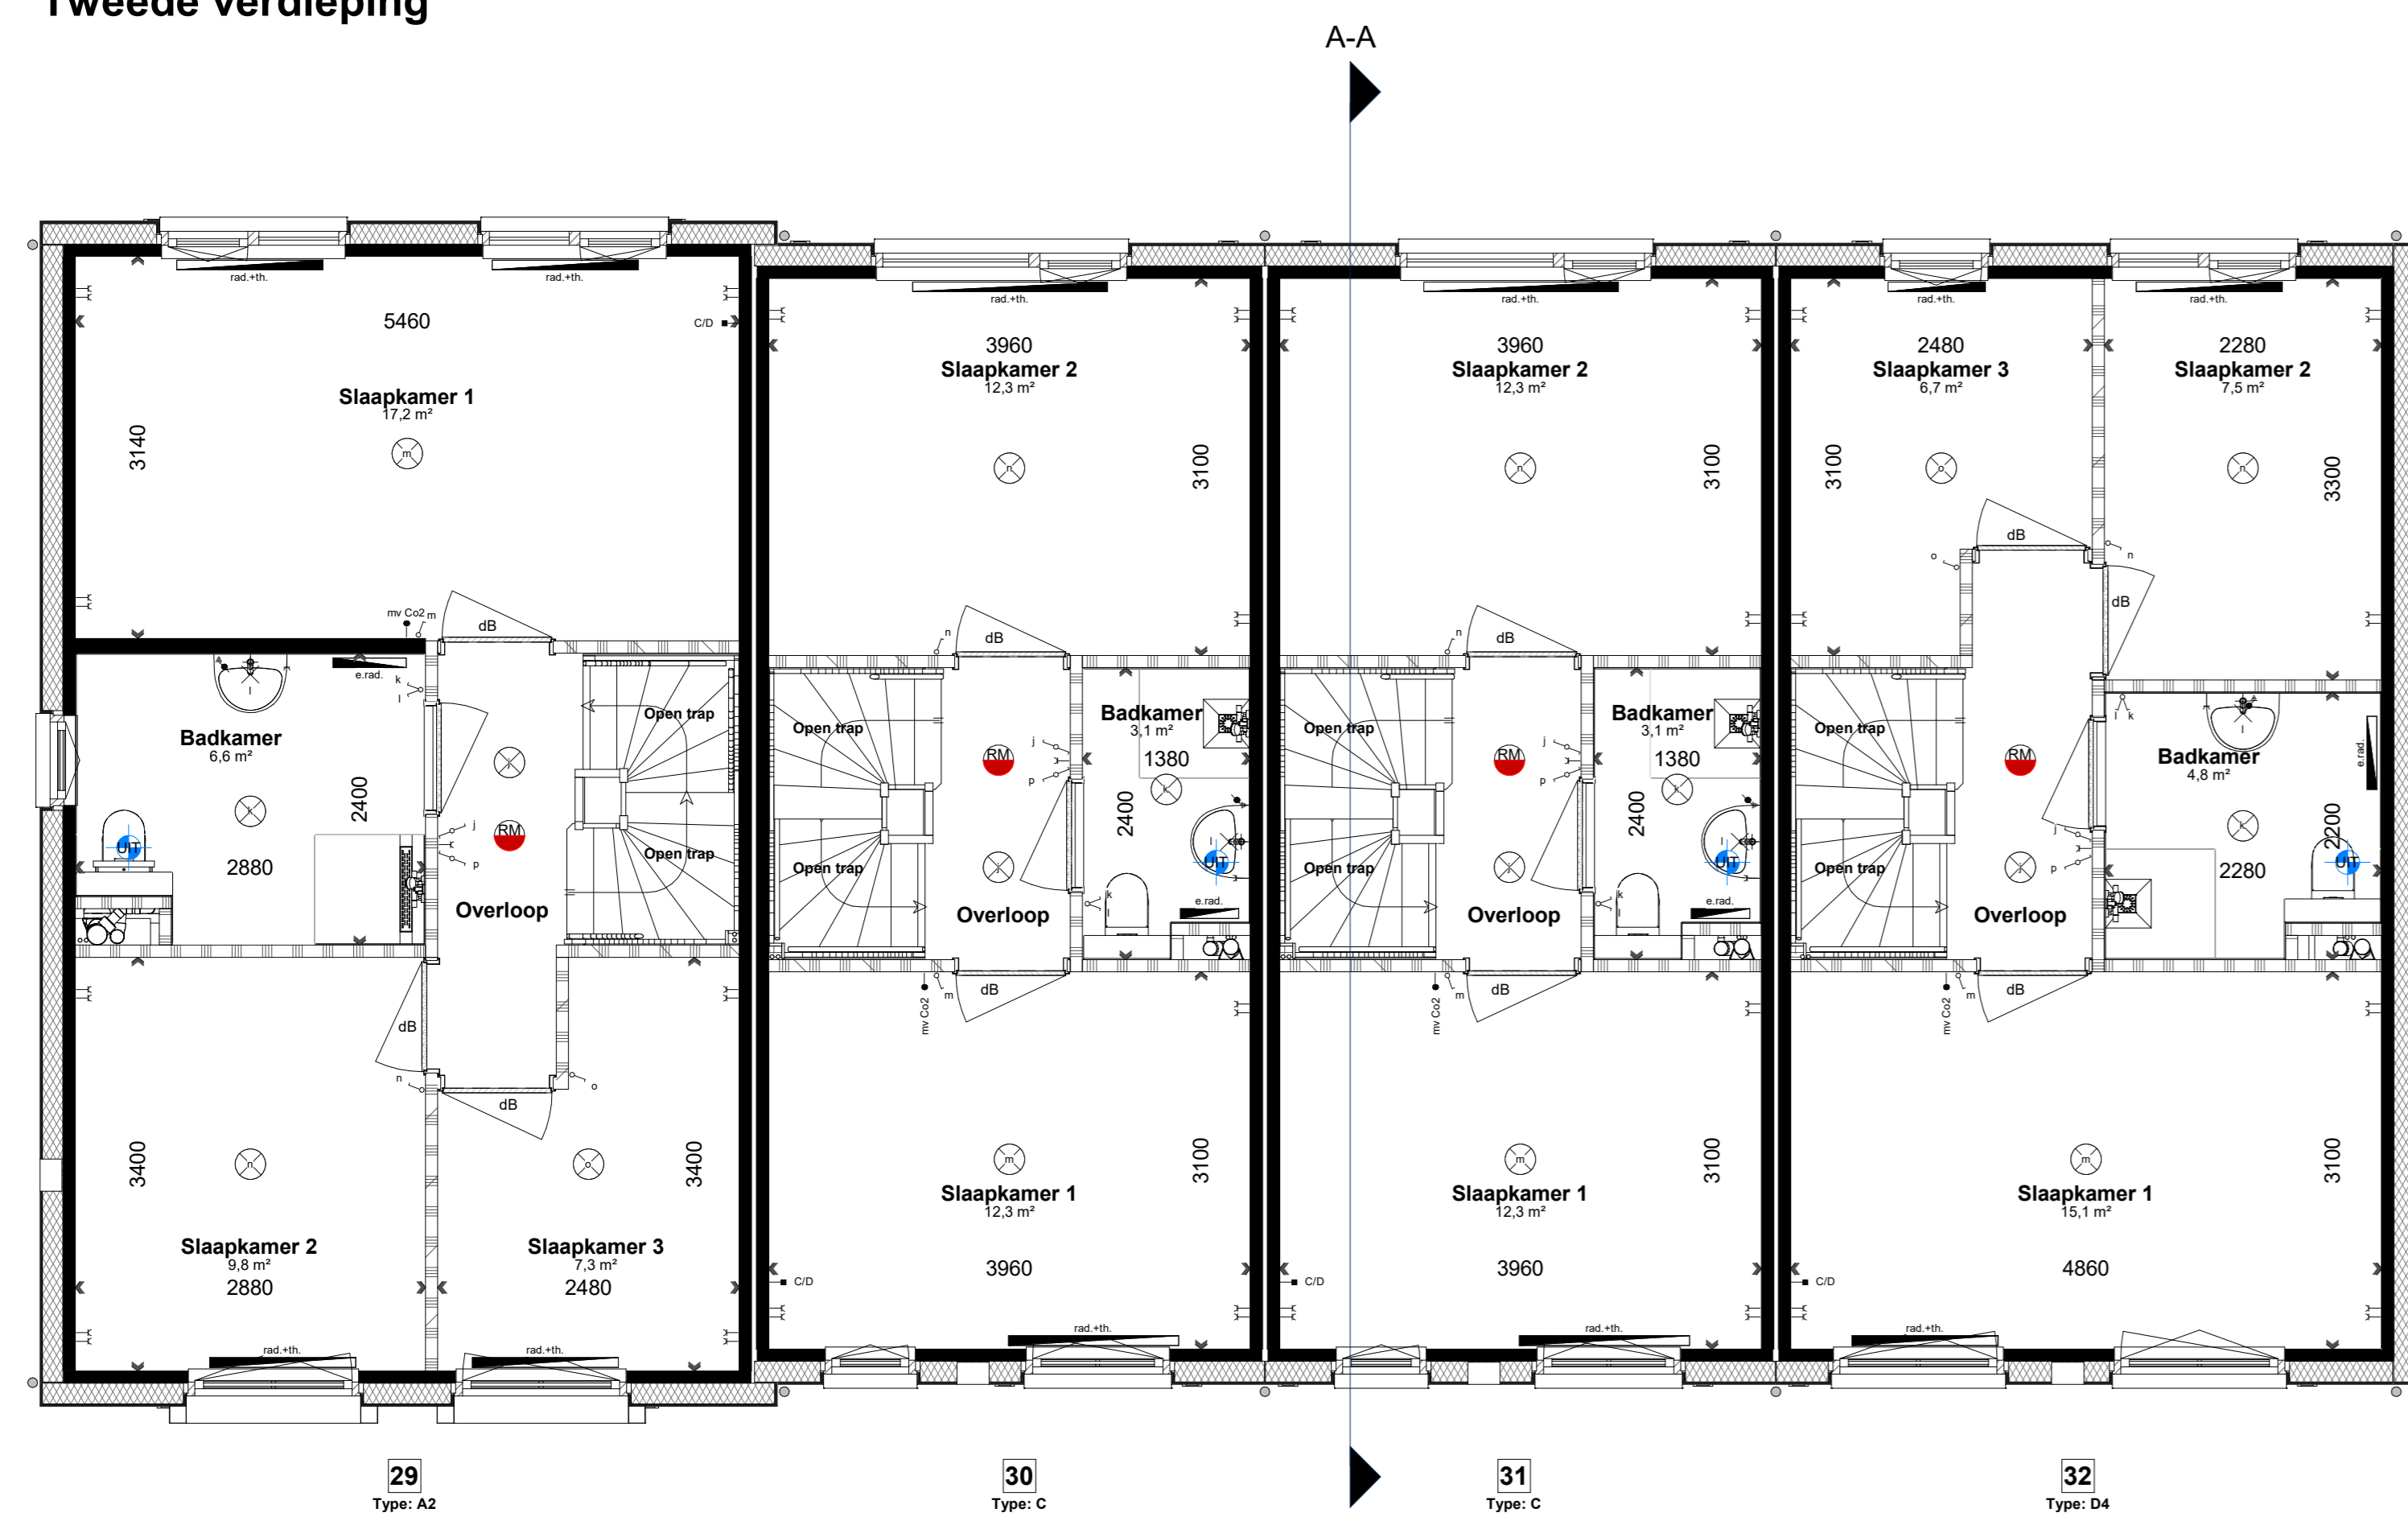 Tweede verdieping
A-A
rad.+th.
rad.+th.
5460
C/D
Slaapkamer 1
17,2 m²
3140
m
mv Co2
m
dB
e.rad.
k
l
l
Badkamer
6,6 m²
2400
k
UIT
2880
j
RM
j
p
Open trap
Open trap
Overloop
dB
n
dB
o
3400
n
o
3400
Slaapkamer 2
9,8 m²
2880
Slaapkamer 3
7,3 m²
2480
rad.+th.
rad.+th.
29
Type: A2
rad.+th.
3960
Slaapkamer 2
12,3 m²
n
3100
n
dB
Open trap
Open trap
RM
j
j
p
Overloop
Badkamer
3,1 m²
1380
k
2400
l
UIT
k
l
e.rad.
mv Co2
m
dB
m
3100
Slaapkamer 1
12,3 m²
3960
C/D
rad.+th.
30
Type: C
rad.+th.
3960
Slaapkamer 2
12,3 m²
n
3100
n
dB
Open trap
Open trap
RM
j
j
p
Overloop
Badkamer
3,1 m²
1380
k
2400
l
UIT
k
l
e.rad.
mv Co2
m
dB
m
3100
Slaapkamer 1
12,3 m²
3960
C/D
rad.+th.
31
Type: C
rad.+th.
rad.+th.
2480
Slaapkamer 3
6,7 m²
2280
Slaapkamer 2
7,5 m²
3100
o
n
3300
dB
o
n
dB
Open trap
Open trap
RM
j
j
p
Overloop
l
k
l
Badkamer
4,8 m²
e.rad.
k
2200
2280
UIT
mv Co2
m
dB
m
3100
Slaapkamer 1
15,1 m²
4860
C/D
rad.+th.
32
Type: D4